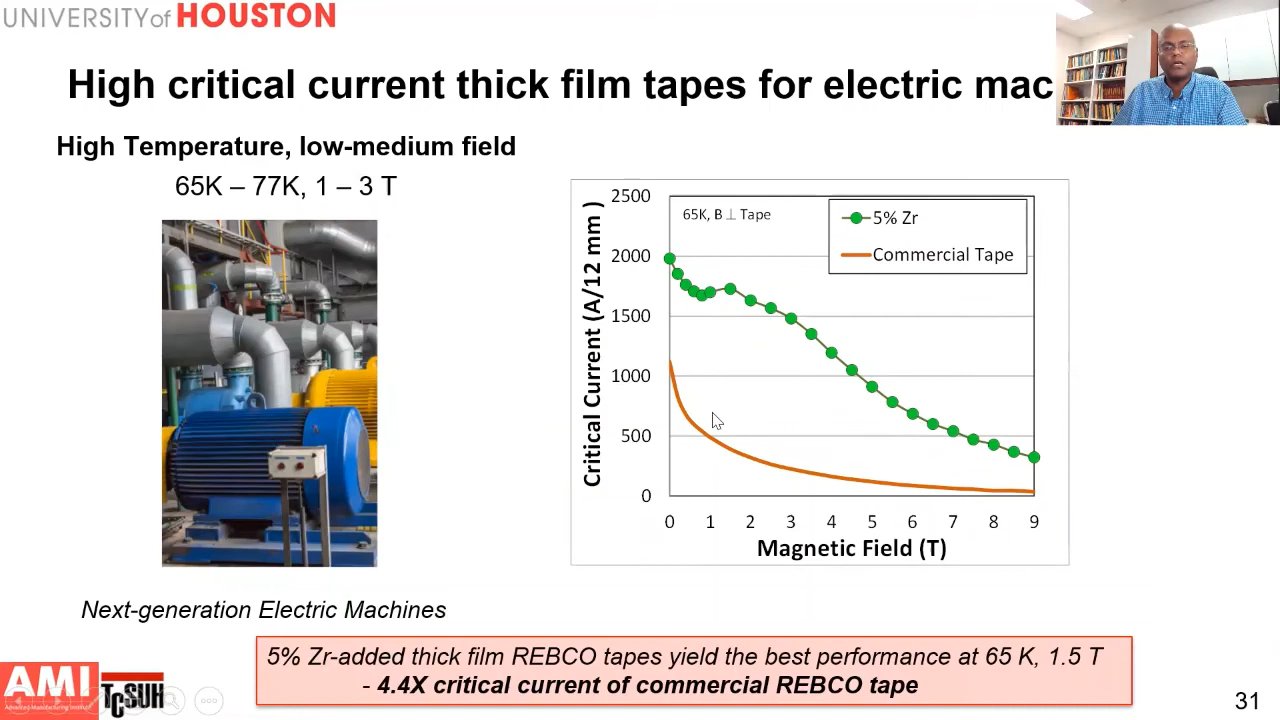 UNIVERSITY of HOUSTON
High critical current thick film tapes for electric mac
High Temperature, low-medium field
65K – 77K, 1 – 3 T
65K, B ⊥ Tape
5% Zr
Commercial Tape
Critical Current (A/12 mm )
2500
2000
1500
1000
500
0
0 1 2 3 4 5 6 7 8 9
Magnetic Field (T)
Next-generation Electric Machines
5% Zr-added thick film REBCO tapes yield the best performance at 65 K, 1.5 T
- 4.4X critical current of commercial REBCO tape
AMI
Advanced Manufacturing Institute
TCSUH
31